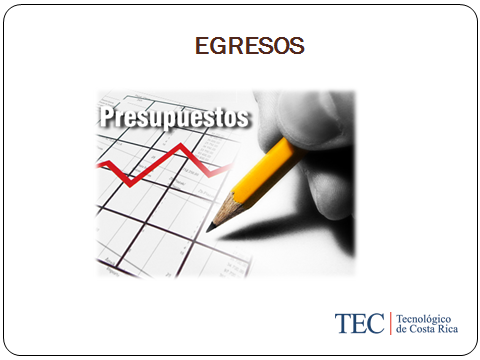 EGRESOS
Presupuestos
TEC
Tecnológico
de Costa Rica